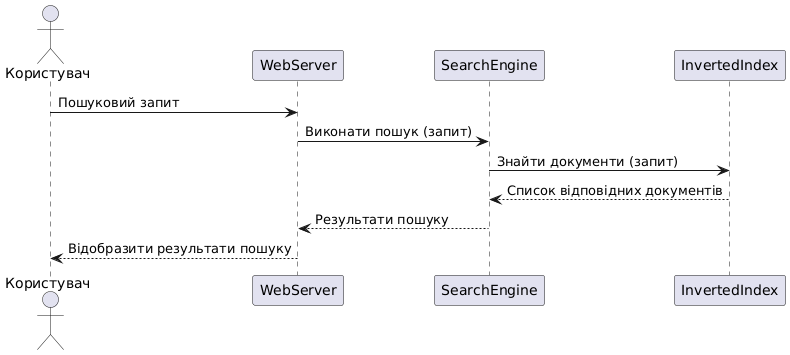 Користувач
WebServer
SearchEngine
InvertedIndex
Пошуковий запит
Виконати пошук (запит)
Знайти документи (запит)
Список відповідних документів
Результати пошуку
Відобразити результати пошуку
Користувач
WebServer
SearchEngine
InvertedIndex